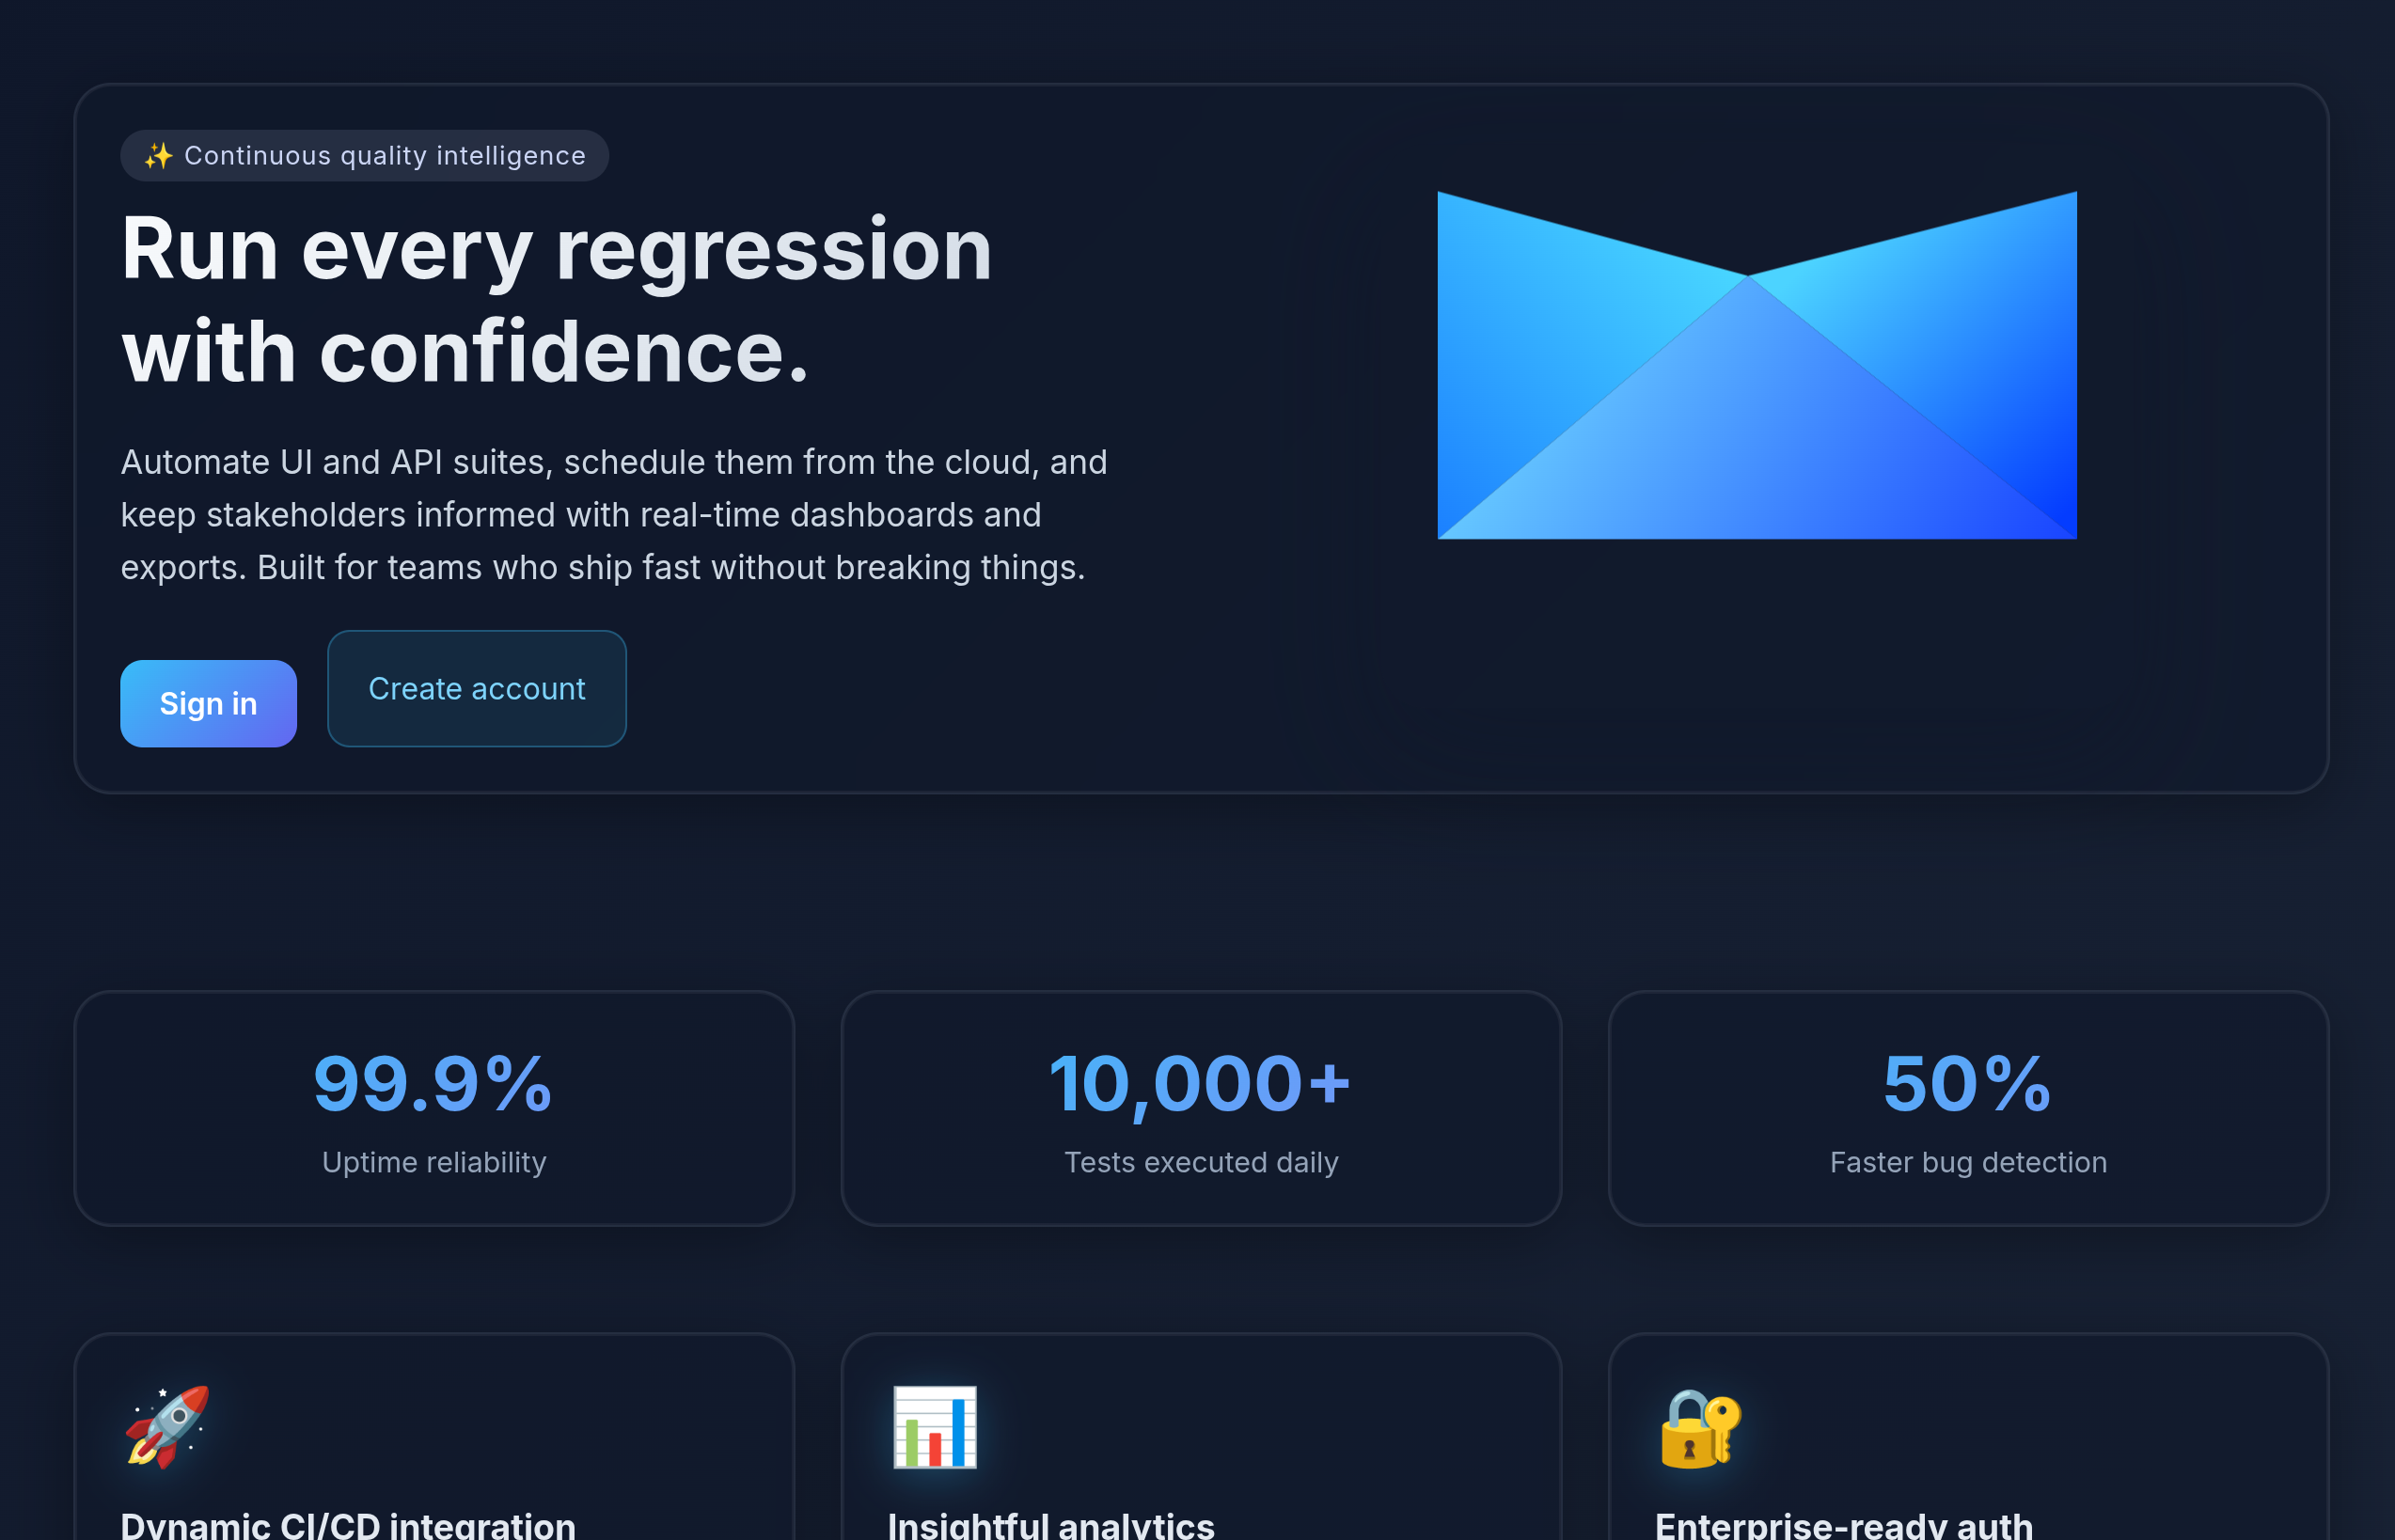 ✨ Continuous quality intelligence
Run every regression
with confidence.
Automate UI and API suites, schedule them from the cloud, and
keep stakeholders informed with real-time dashboards and
exports. Built for teams who ship fast without breaking things.
Sign in
Create account
99.9%
Uptime reliability
10,000+
Tests executed daily
50%
Faster bug detection
Dynamic CI/CD integration
Insightful analytics
Enterprise-ready auth